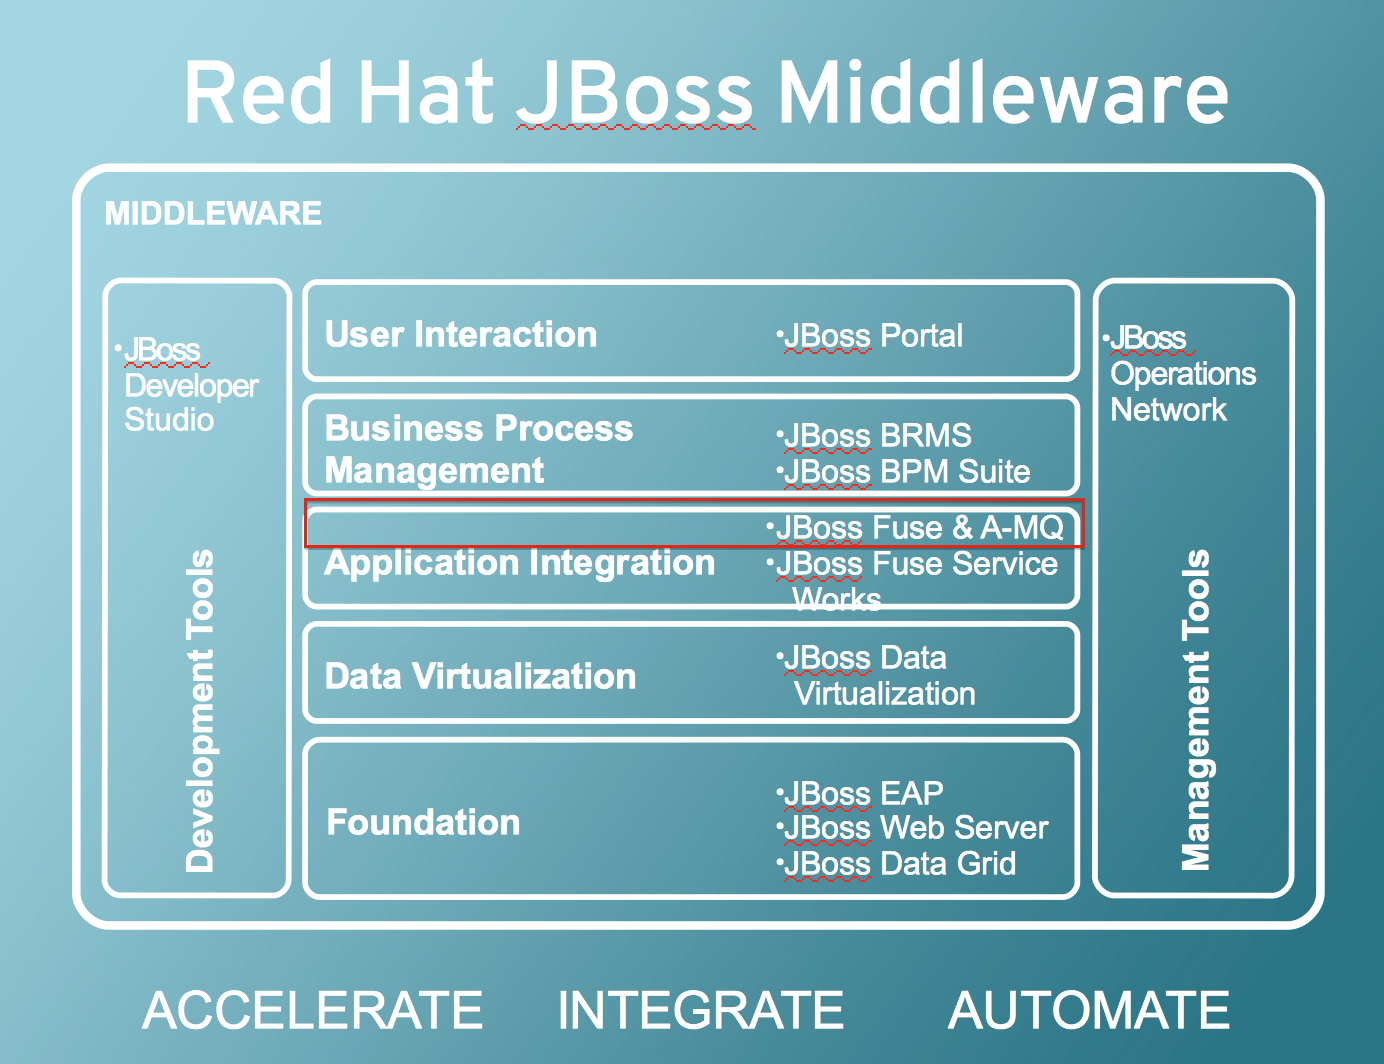 Red Hat JBoss Middleware
MIDDLEWARE
•JBoss
Developer
Studio
Development Tools
User Interaction
•JBoss Portal
Business Process
Management
•JBoss BRMS
•JBoss BPM Suite
Application Integration
•JBoss Fuse & A-MQ
•JBoss Fuse Service
Works
Data Virtualization
•JBoss Data
Virtualization
Foundation
•JBoss EAP
•JBoss Web Server
•JBoss Data Grid
•JBoss
Operations
Network
Management Tools
ACCELERATE
INTEGRATE
AUTOMATE